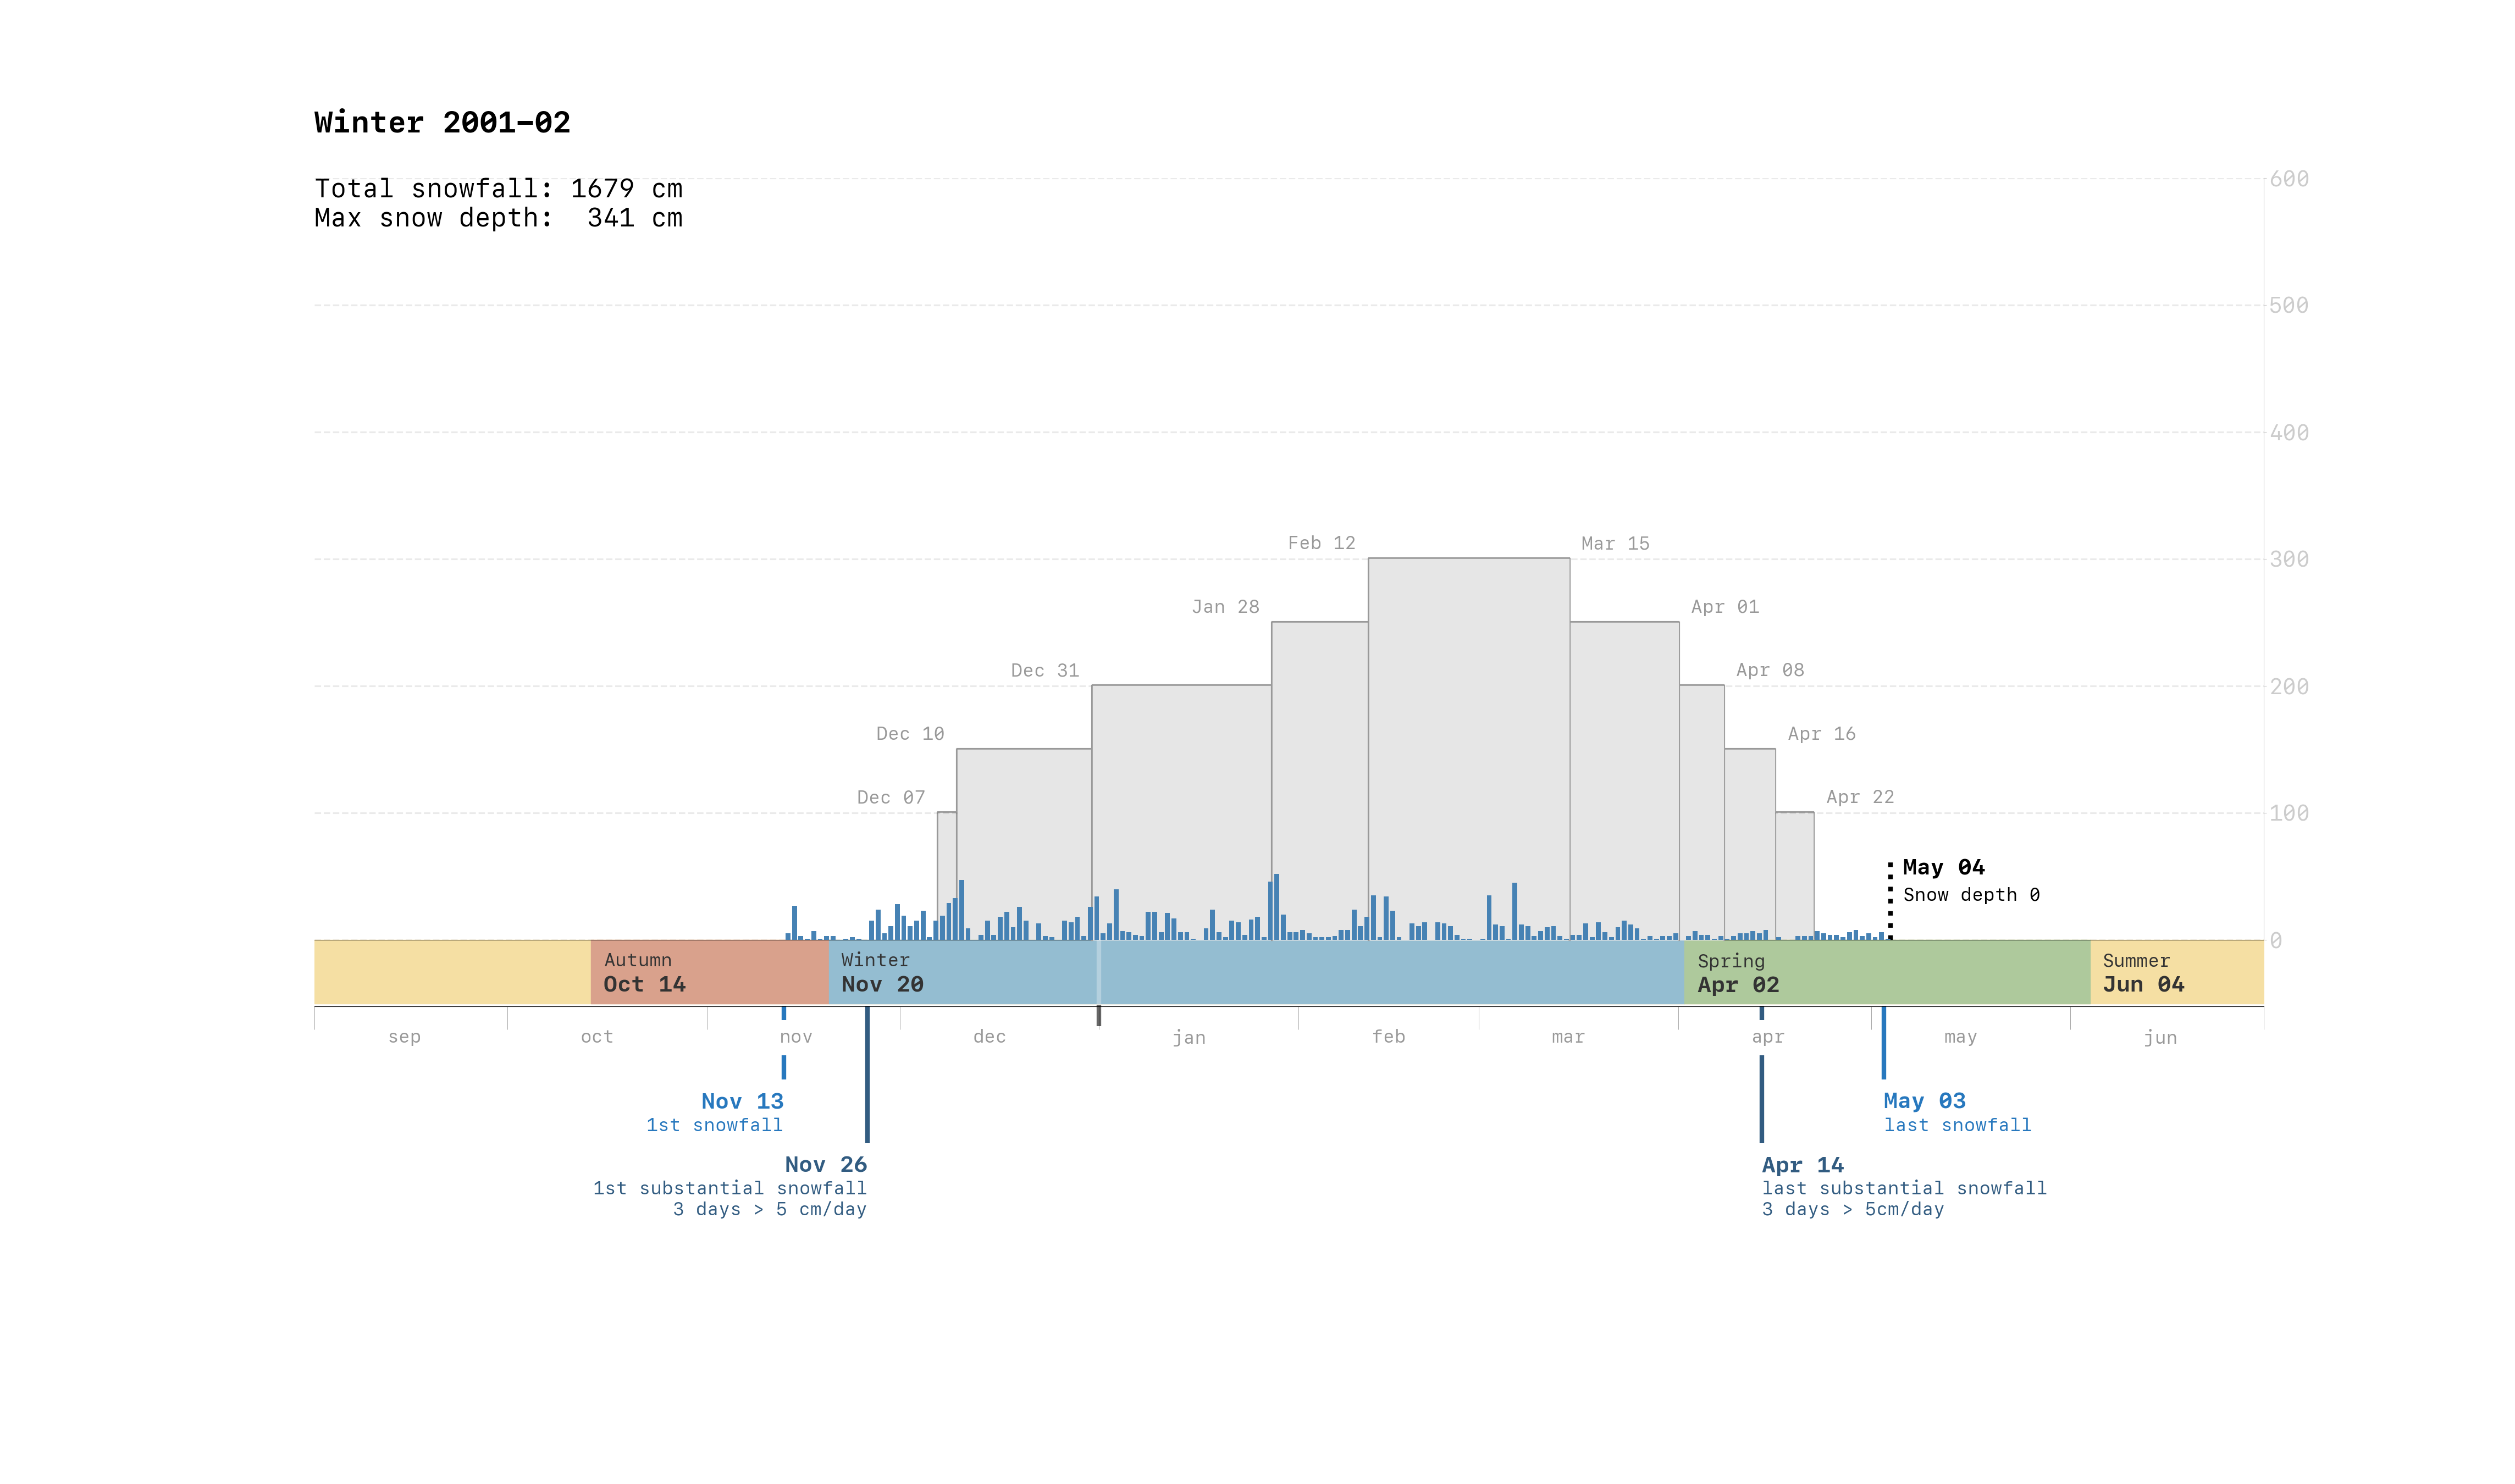 Winter 2001–02
Total snowfall: 1679 cm
Max snow depth: 341 cm
600
500
400
300
200
100
0
Feb 12
Mar 15
Jan 28
Apr 01
Dec 31
Apr 08
Dec 10
Apr 16
Dec 07
Apr 22
May 04
Snow depth 0
Autumn
Oct 14
Winter
Nov 20
Spring
Apr 02
Summer
Jun 04
sep oct nov dec jan feb mar apr may jun
Nov 13
1st snowfall
May 03
last snowfall
Nov 26
1st substantial snowfall
3 days > 5 cm/day
Apr 14
last substantial snowfall
3 days > 5cm/day